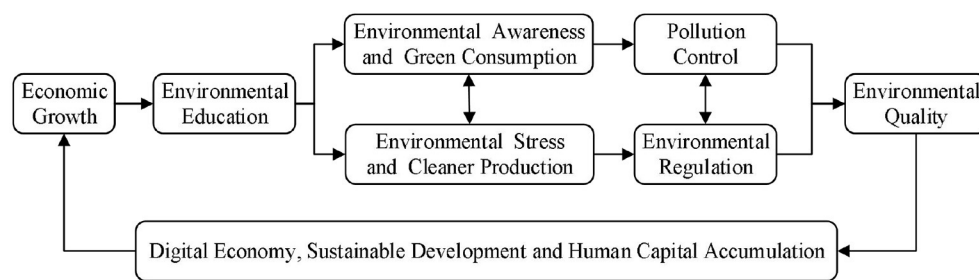 Economic
Growth
Environmental
Education
Environmental Awareness
and Green Consumption
Environmental Stress
and Cleaner Production
Pollution
Control
Environmental
Regulation
Environmental
Quality
Digital Economy, Sustainable Development and Human Capital Accumulation